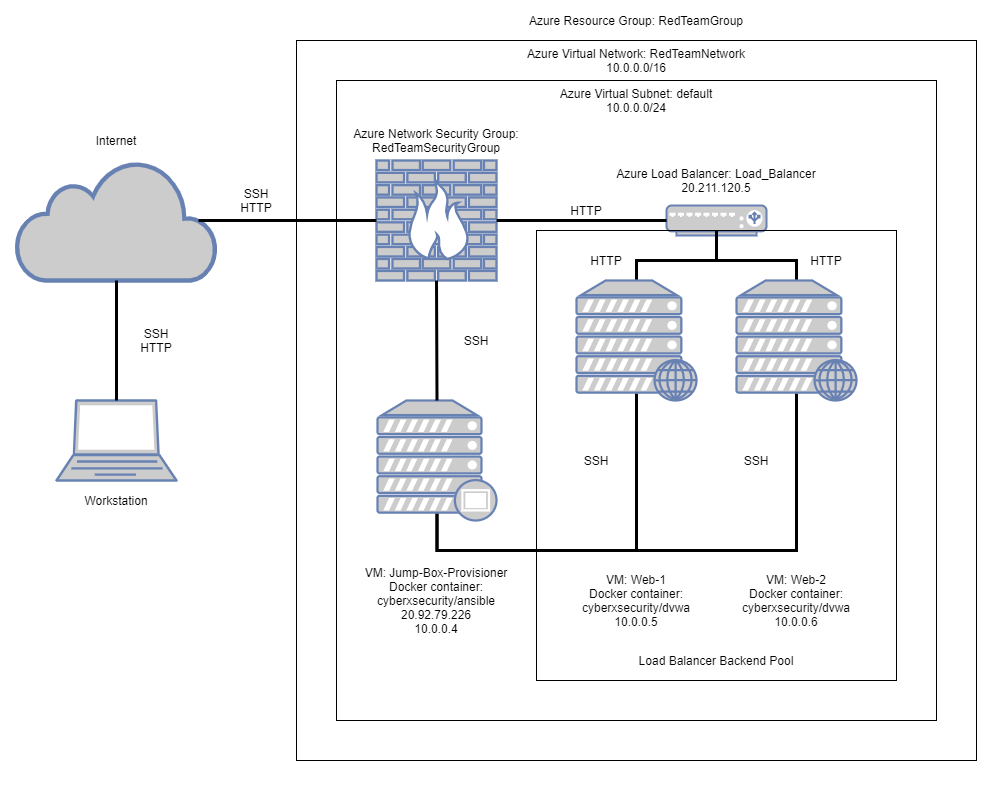 Azure Resource Group: RedTeamGroup
Azure Virtual Network: RedTeamNetwork
10.0.0.0/16
Azure Virtual Subnet: default
10.0.0.0/24
Internet
Azure Network Security Group:
RedTeamSecurityGroup
Azure Load Balancer: Load_Balancer
20.211.120.5
SSH
HTTP
HTTP
HTTP
HTTP
SSH
HTTP
SSH
SSH
SSH
Workstation
VM: Jump-Box-Provisioner
Docker container:
cyberxsecurity/ansible
20.92.79.226
10.0.0.4
VM: Web-1
Docker container:
cyberxsecurity/dvwa
10.0.0.5
VM: Web-2
Docker container:
cyberxsecurity/dvwa
10.0.0.6
Load Balancer Backend Pool